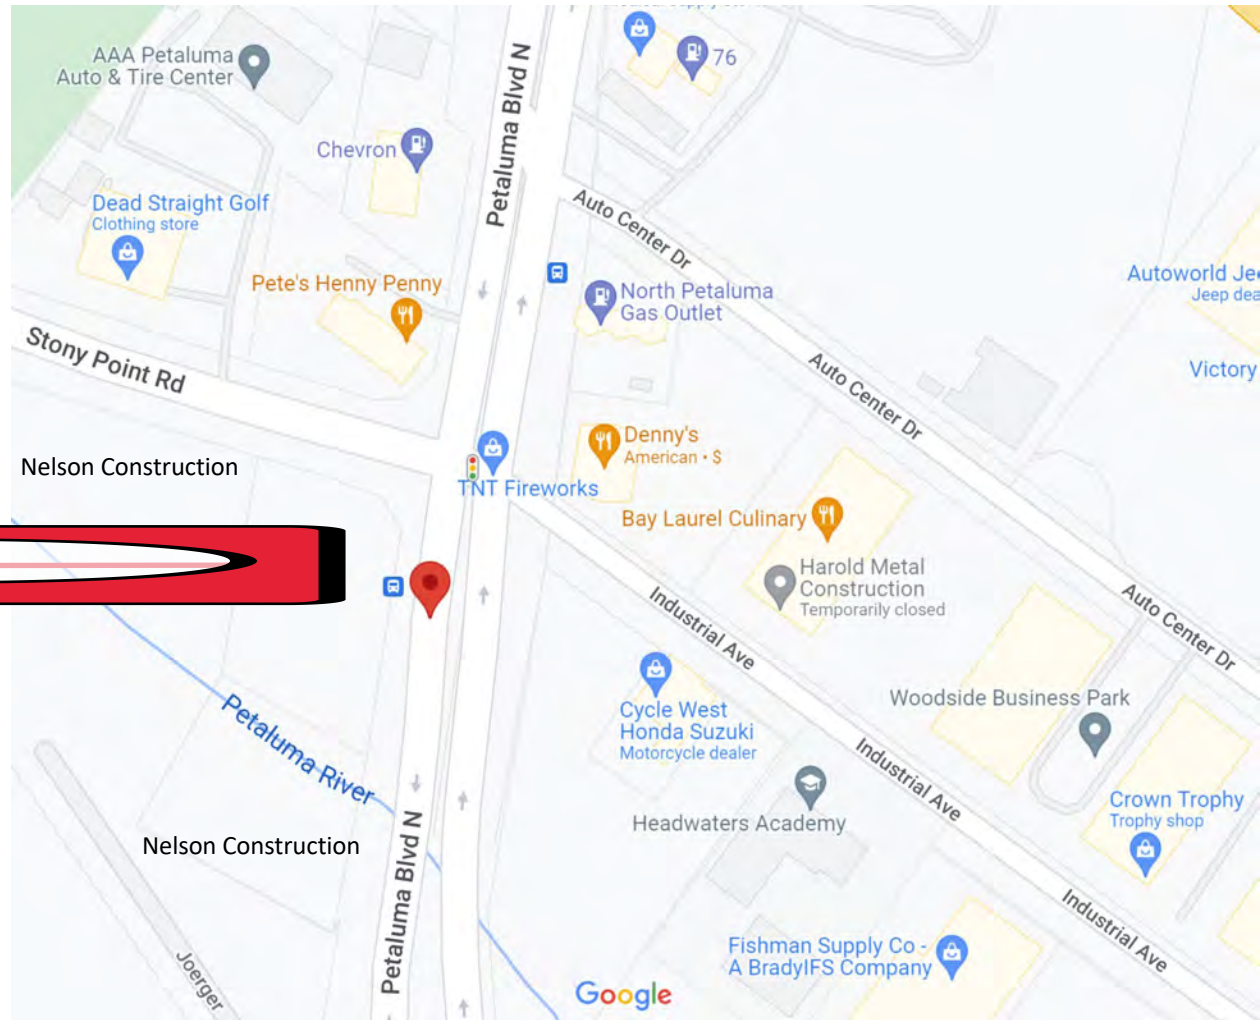 AAA Petaluma
Auto & Tire Center
76
Petaluma Blvd N
Chevron
Dead Straight Golf
Clothing store
Auto Center Dr
Pete's Henny Penny
North Petaluma
Gas Outlet
Autoworld Je
Jeep dea
Stony Point Rd
Auto Center Dr
Victory
Denny's
American • $
Nelson Construction
TNT Fireworks
Bay Laurel Culinary
Harold Metal
Construction
Temporarily closed
Industrial Ave
Auto Center Dr
Petaluma River
Cycle West
Honda Suzuki
Motorcycle dealer
Woodside Business Park
Industrial Ave
Crown Trophy
Trophy shop
Headwaters Academy
Nelson Construction
Petaluma Blvd N
Industrial Ave
Fishman Supply Co -
A BradyIFS Company
Joerger
Google